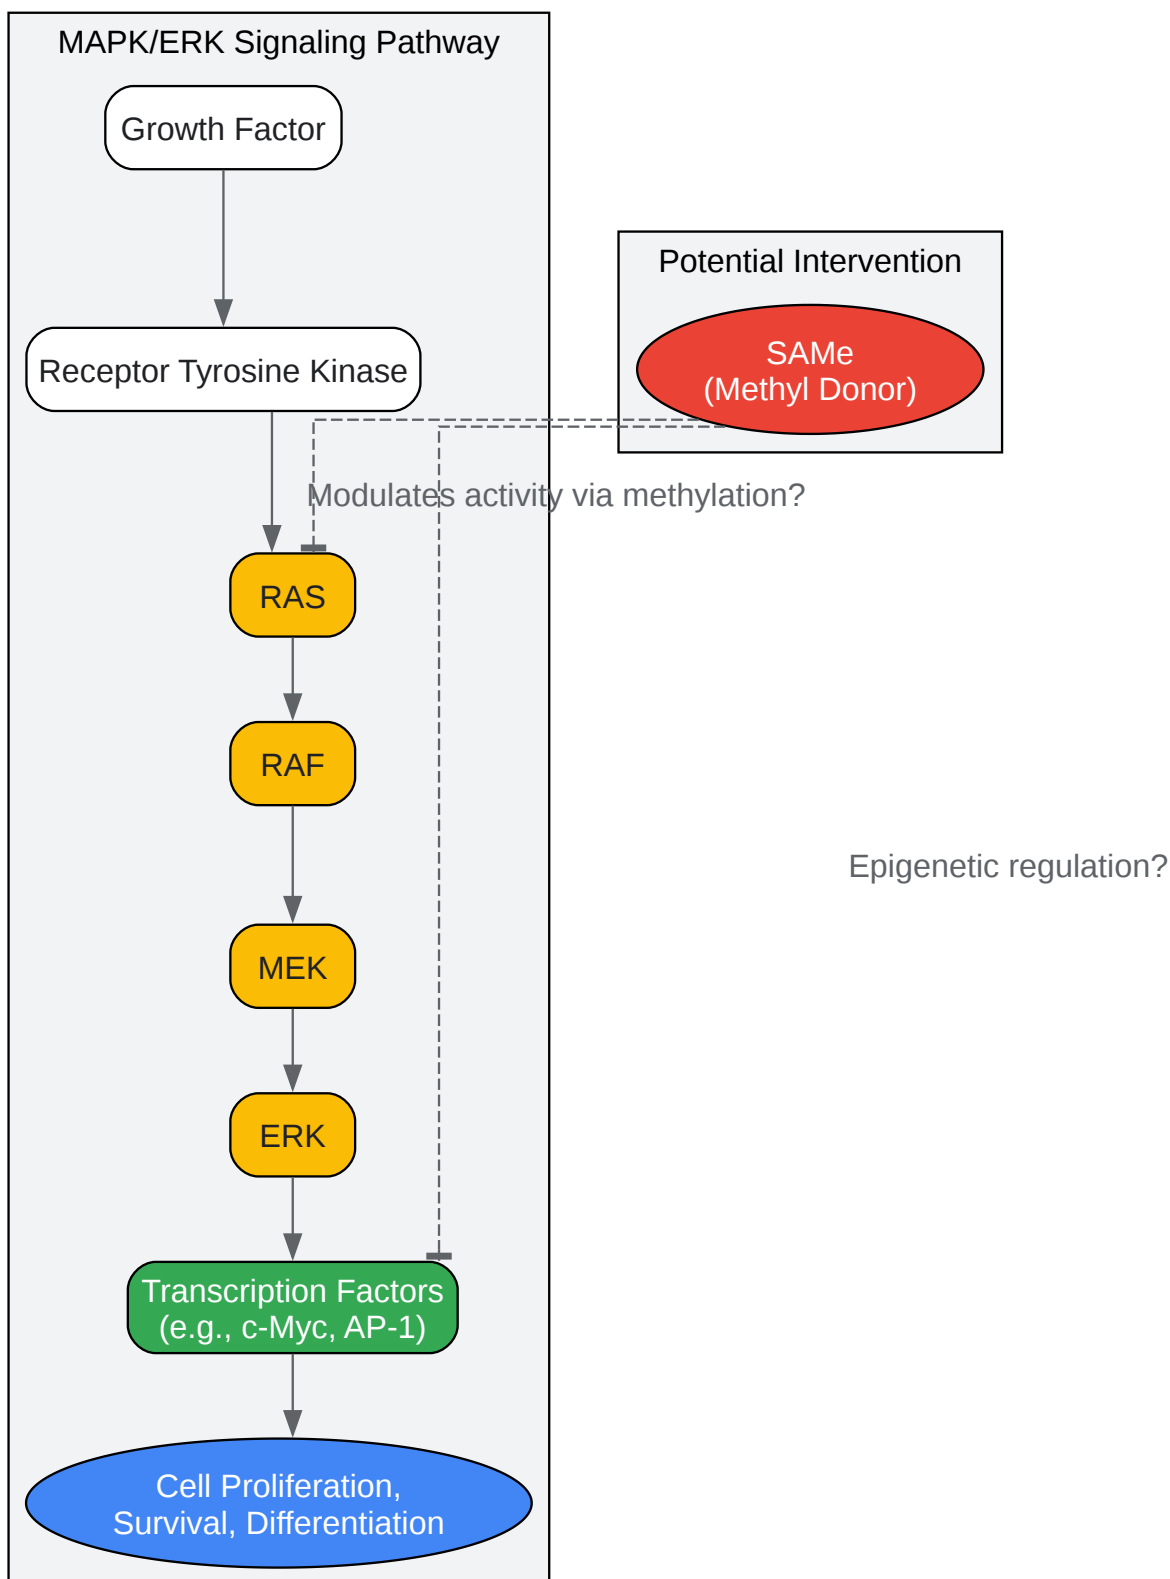 MAPK/ERK Signaling Pathway
Growth Factor
Receptor Tyrosine Kinase
Potential Intervention
SAMe
(Methyl Donor)
Modulates activity via methylation?
RAS
RAF
Epigenetic regulation?
MEK
ERK
Transcription Factors
(e.g., c-Myc, AP-1)
Cell Proliferation,
Survival, Differentiation